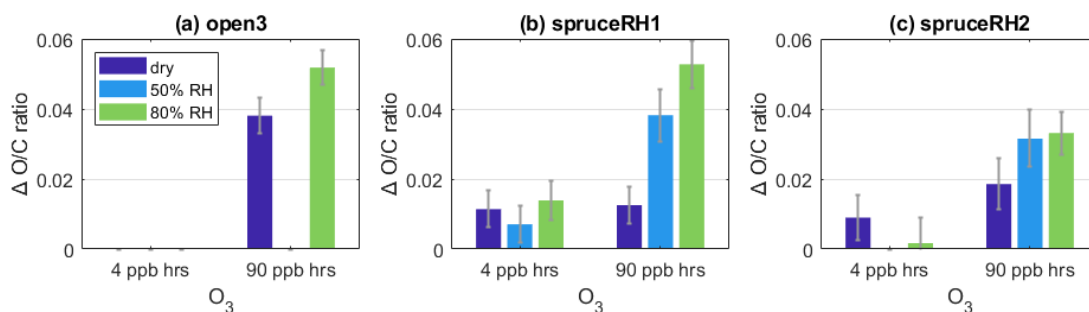 (a) open3
Δ O/C ratio
0.06
0.04
0.02
0
dry
50% RH
80% RH
4 ppb hrs
90 ppb hrs
O₃
(b) spruceRH1
Δ O/C ratio
0.06
0.04
0.02
0
4 ppb hrs
90 ppb hrs
O₃
(c) spruceRH2
Δ O/C ratio
0.06
0.04
0.02
0
4 ppb hrs
90 ppb hrs
O₃